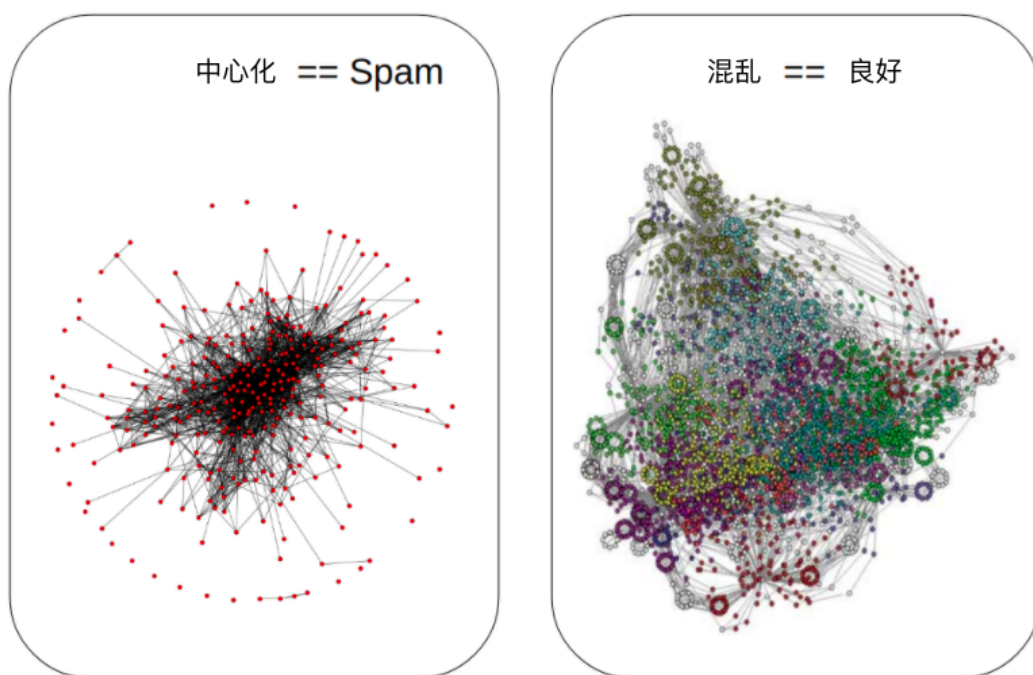 中心化 == Spam
混乱 == 良好